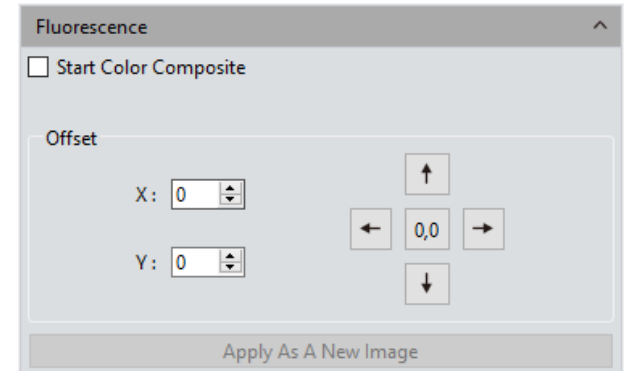 Fluorescence
Start Color Composite
Offset
X: 0
0,0
Y: 0
Apply As A New Image